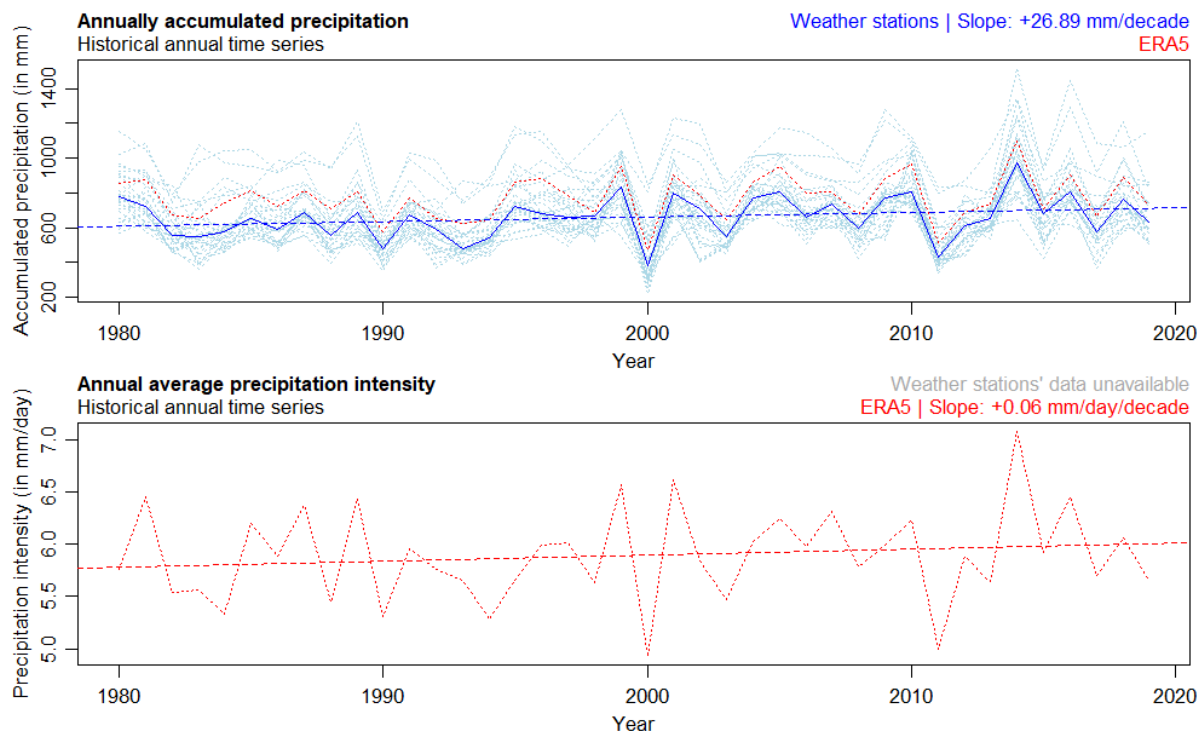 Annually accumulated precipitation
Weather stations | Slope: +26.89 mm/decade
Historical annual time series
ERA5
Accumulated precipitation (in mm)
1400
1000
600
200
1980 1990 2000 2010 2020
Year
Annual average precipitation intensity
Weather stations' data unavailable
Historical annual time series
ERA5 | Slope: +0.06 mm/day/decade
Precipitation intensity (in mm/day)
7.0
6.5
6.0
5.5
5.0
1980 1990 2000 2010 2020
Year